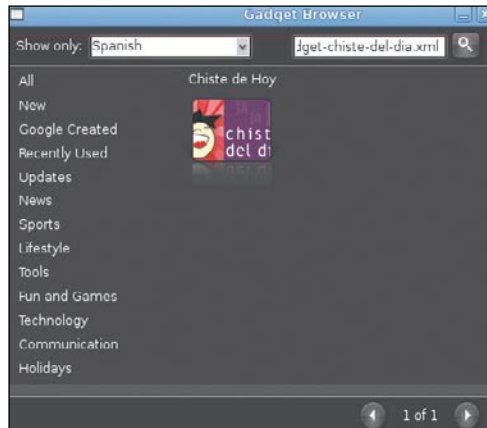 Gadget Browser
Show only: Spanish
dget-chiste-del-dia.xml
All
New
Google Created
Recently Used
Updates
News
Sports
Lifestyle
Tools
Fun and Games
Technology
Communication
Holidays
Chiste de Hoy
chist
del di
1 of 1